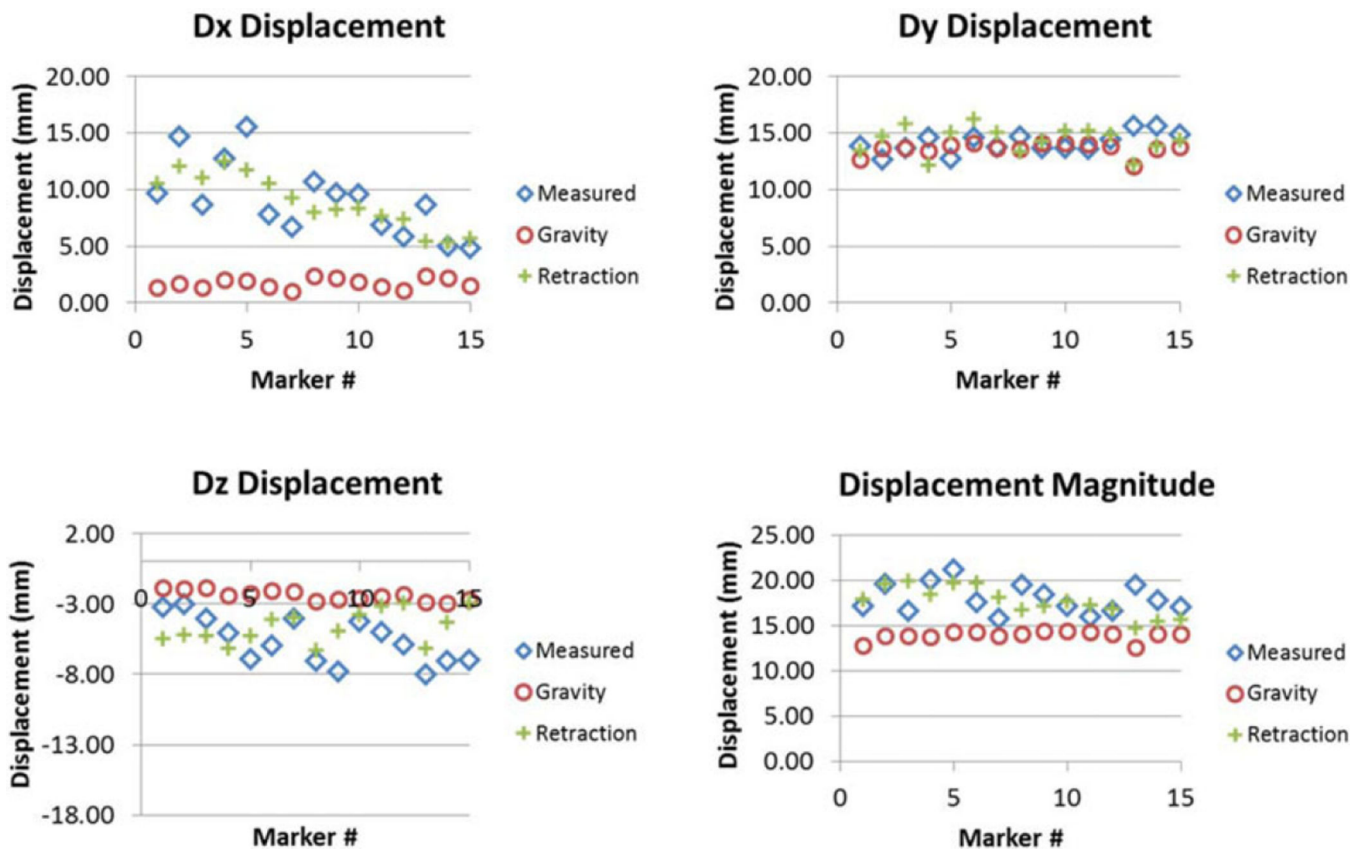 Dx Displacement
Displacement (mm)
20.00
15.00
10.00
5.00
0.00
0 5 10 15
Marker #
Measured
Gravity
Retraction
Dy Displacement
Displacement (mm)
20.00
15.00
10.00
5.00
0.00
0 5 10 15
Marker #
Measured
Gravity
Retraction
Dz Displacement
Displacement (mm)
2.00
-3.00
-8.00
-13.00
-18.00
0 5 10 15
Marker #
Measured
Gravity
Retraction
Displacement Magnitude
Displacement (mm)
25.00
20.00
15.00
10.00
5.00
0.00
0 5 10 15
Marker #
Measured
Gravity
Retraction